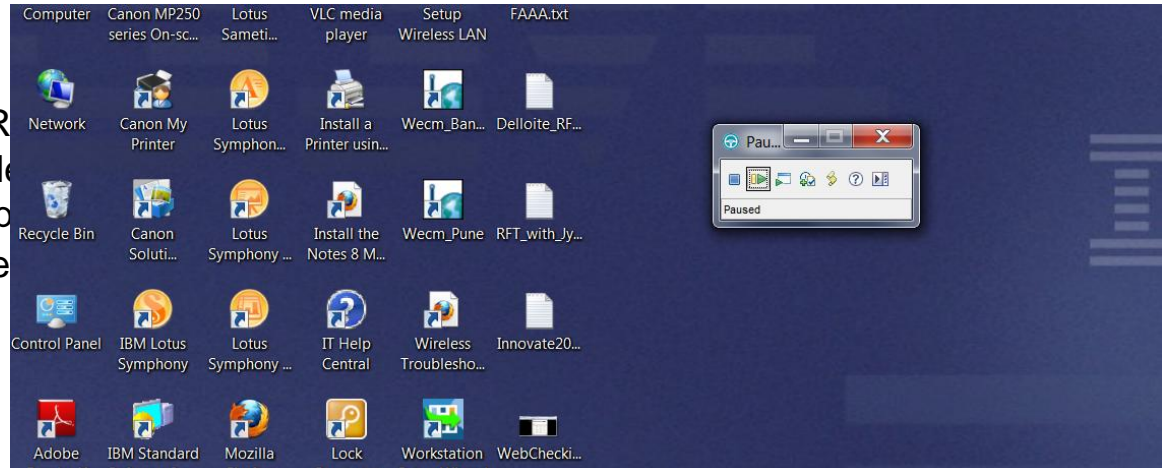 Computer Canon MP250 Lotus VLC media Setup FAAA.txt
series On-sc... Sameti... player Wireless LAN
Network Canon My Lotus Install a Wecm_Ban... Delloite_RF...
Printer Symphon... Printer usin...
Pau...
Paused
Recycle Bin Canon Lotus Install the Wecm_Pune RFT_with_Jy...
Soluti... Symphony ... Notes 8 M...
Control Panel IBM Lotus Lotus IT Help Wireless Innovate20...
Symphony Symphony ... Central Troublesho...
Adobe IBM Standard Mozilla Lock Workstation WebChecki...